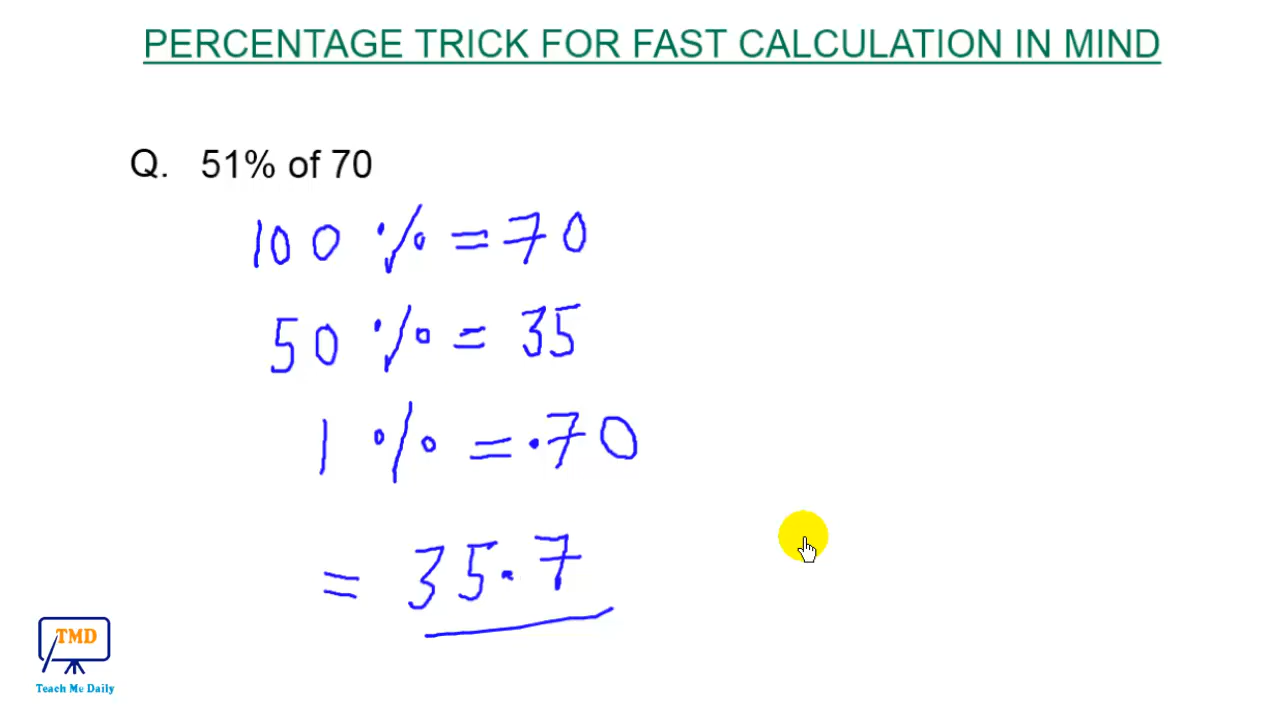 PERCENTAGE TRICK FOR FAST CALCULATION IN MIND
Q. 51% of 70
100 % = 70
50 % = 35
1 % = .70
= 35.7
TMD
Teach Me Daily